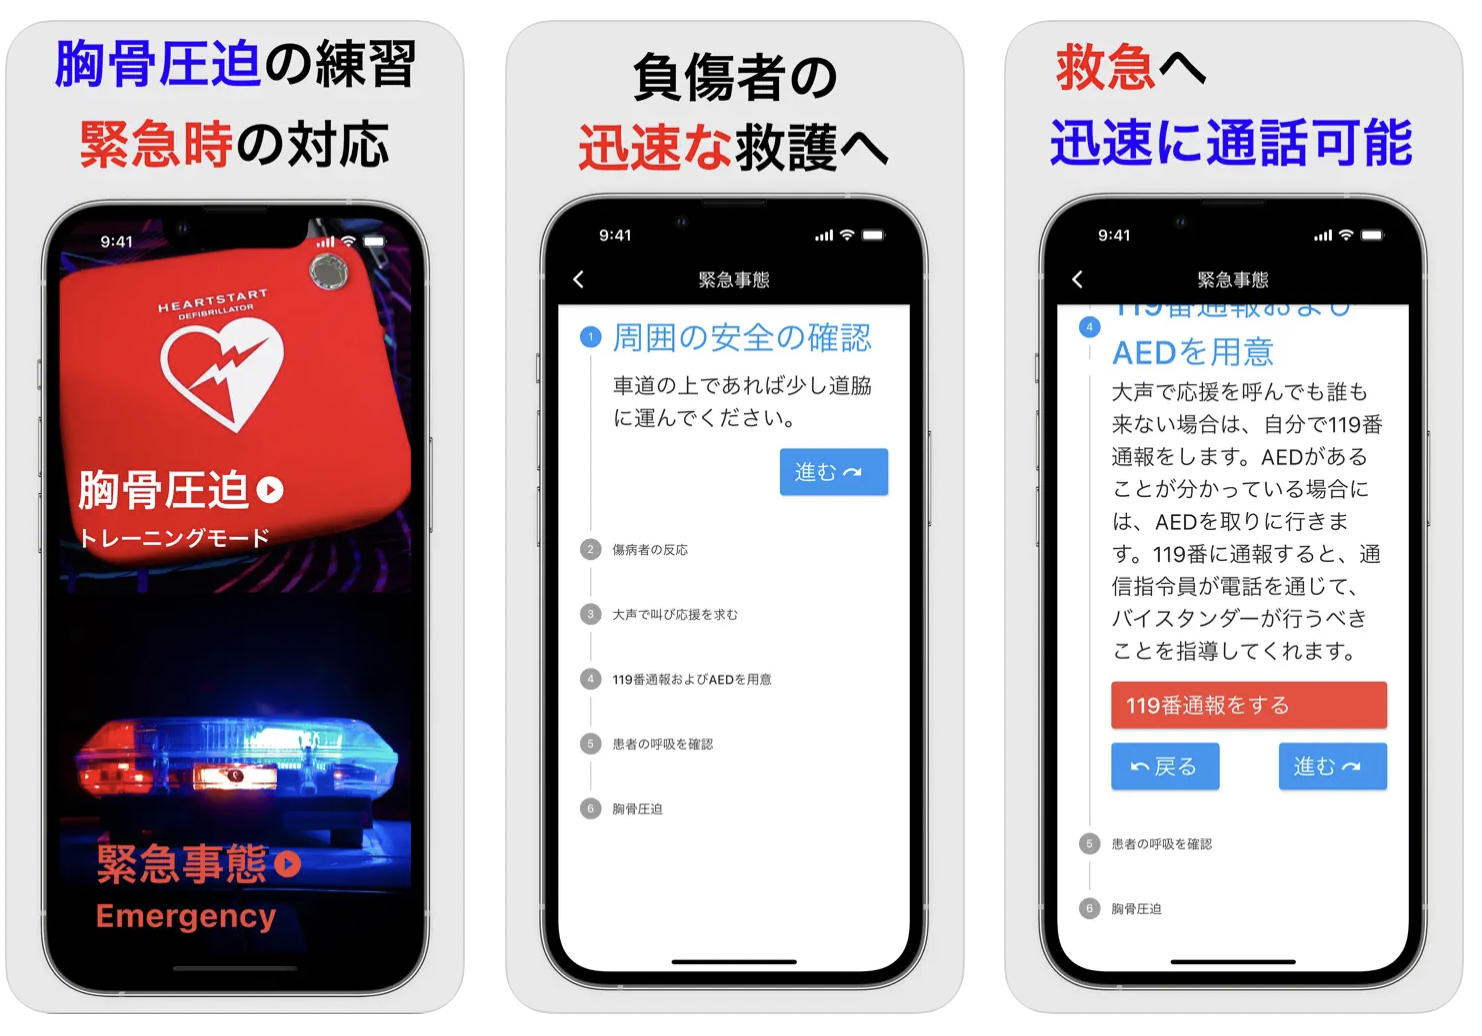 胸骨圧迫の練習
緊急時の対応
9:41
HEARTSTART
DEFIBRILLATOR
胸骨圧迫
トレーニングモード
緊急事態
Emergency
負傷者の
迅速な救護へ
9:41
緊急事態
1 周囲の安全の確認
車道の上であれば少し道脇
に運んでください。
進む
2 傷病者の反応
3 大声で叫び応援を求む
4 119番通報およびAEDを用意
5 患者の呼吸を確認
6 胸骨圧迫
救急へ
迅速に通話可能
9:41
緊急事態
119番通報および
4 AEDを用意
大声で応援を呼んでも誰も
来ない場合は、自分で119番
通報をします。AEDがある
ことが分かっている場合に
は、AEDを取りに行きま
す。119番に通報すると、通
信指令員が電話を通じて、
バイスタンダーが行うべき
ことを指導してくれます。
119番通報をする
戻る 進む
5 患者の呼吸を確認
6 胸骨圧迫